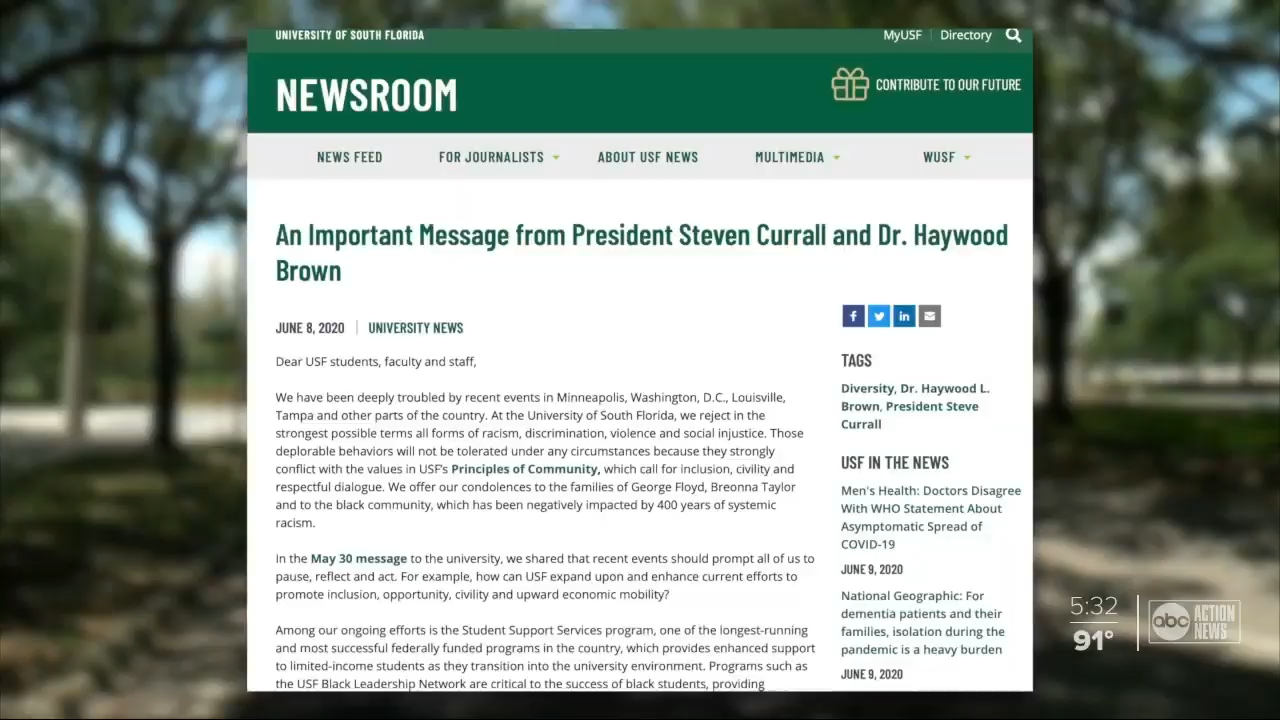 UNIVERSITY OF SOUTH FLORIDA
MyUSF
Directory
NEWSROOM
CONTRIBUTE TO OUR FUTURE
NEWS FEED
FOR JOURNALISTS
ABOUT USF NEWS
MULTIMEDIA
WUSF
An Important Message from President Steven Currall and Dr. Haywood
Brown
JUNE 8, 2020
UNIVERSITY NEWS
Dear USF students, faculty and staff,
We have been deeply troubled by recent events in Minneapolis, Washington, D.C., Louisville,
Tampa and other parts of the country. At the University of South Florida, we reject in the
strongest possible terms all forms of racism, discrimination, violence and social injustice. Those
deplorable behaviors will not be tolerated under any circumstances because they strongly
conflict with the values in USF's Principles of Community, which call for inclusion, civility and
respectful dialogue. We offer our condolences to the families of George Floyd, Breonna Taylor
and to the black community, which has been negatively impacted by 400 years of systemic
racism.
In the May 30 message to the university, we shared that recent events should prompt all of us to
pause, reflect and act. For example, how can USF expand upon and enhance current efforts to
promote inclusion, opportunity, civility and upward economic mobility?
Among our ongoing efforts is the Student Support Services program, one of the longest-running
and most successful federally funded programs in the country, which provides enhanced support
to limited-income students as they transition into the university environment. Programs such as
the USF Black Leadership Network are critical to the success of black students, providing
TAGS
Diversity, Dr. Haywood L.
Brown, President Steve
Currall
USF IN THE NEWS
Men's Health: Doctors Disagree
With WHO Statement About
Asymptomatic Spread of
COVID-19
JUNE 9, 2020
National Geographic: For
dementia patients and their
families, isolation during the
pandemic is a heavy burden
JUNE 9, 2020
5:32
91°
abc
ACTION
NEWS